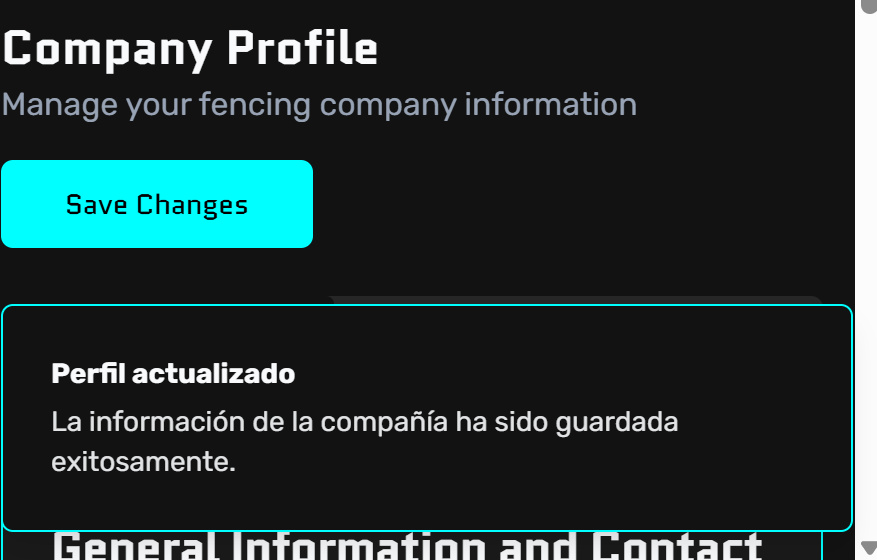 Company Profile
Manage your fencing company information
Save Changes
Perfil actualizado
La información de la compañía ha sido guardada
exitosamente.
General Information and Contact